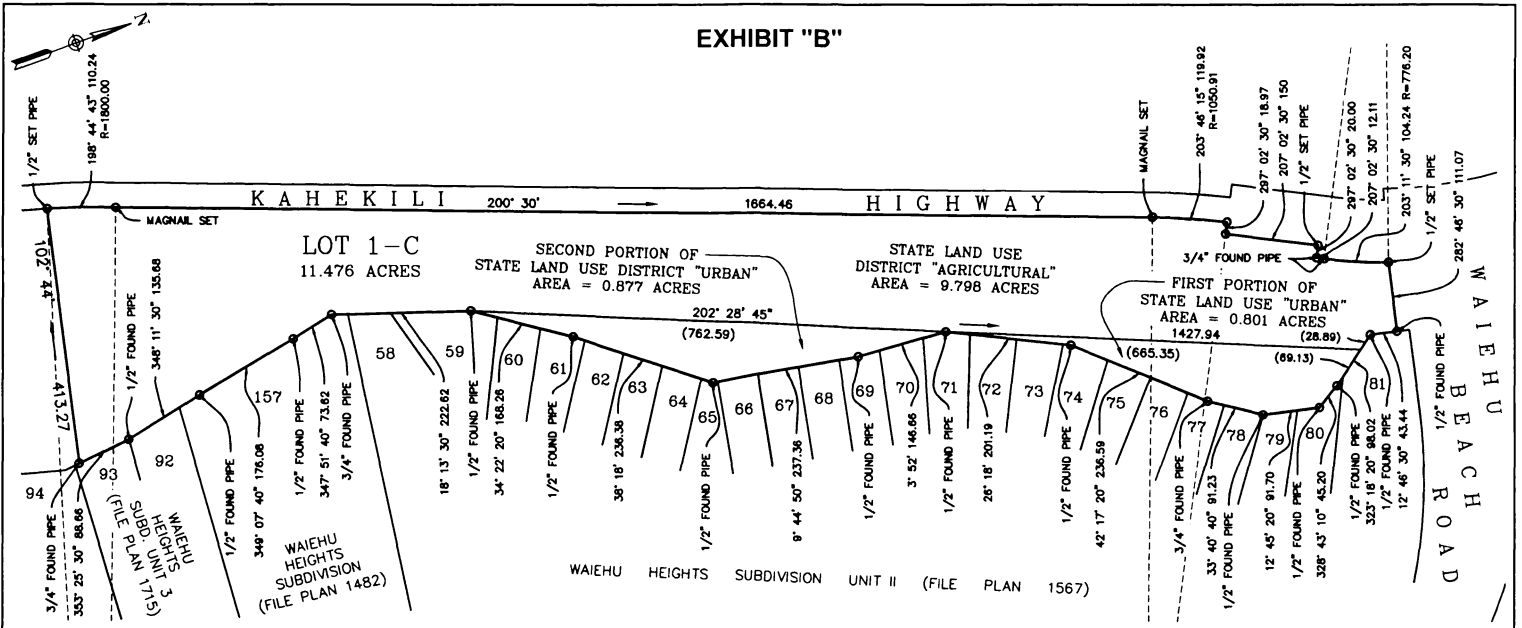 EXHIBIT "B"
N
1/2" SET PIPE
198° 44' 43" 110.24
R=1800.00
MAGNAIL SET
KAHEKILI
200° 30'
1664.46
HIGHWAY
MAGNAIL SET
203° 46' 15" 119.92
R=1050.91
297° 02' 30" 18.97
207° 02' 30" 150
1/2" SET PIPE
297° 02' 30" 20.00
207° 02' 30" 12.11
203° 11' 30" 104.24 R=776.20
1/2" SET PIPE
282° 46' 30" 111.07
3/4" FOUND PIPE
102° 44'
413.27
LOT 1-C
11.476 ACRES
SECOND PORTION OF
STATE LAND USE DISTRICT "URBAN"
AREA = 0.877 ACRES
STATE LAND USE
DISTRICT "AGRICULTURAL"
AREA = 9.798 ACRES
FIRST PORTION OF
STATE LAND USE "URBAN"
AREA = 0.801 ACRES
202° 28' 45"
1427.94
(762.59)
(665.35)
(28.89)
(69.13)
94
93
92
157
58
59
60
61
62
63
64
65
66
67
68
69
70
71
72
73
74
75
76
77
78
79
80
81
3/4" FOUND PIPE
353° 25' 30" 88.66
1/2" FOUND PIPE
348° 11' 30" 135.68
1/2" FOUND PIPE
349° 07' 40" 176.08
1/2" FOUND PIPE
347° 51' 40" 73.62
3/4" FOUND PIPE
18° 13' 30" 222.62
1/2" FOUND PIPE
34° 22' 20" 168.26
1/2" FOUND PIPE
38° 18' 236.38
1/2" FOUND PIPE
9° 44' 50" 237.36
1/2" FOUND PIPE
3° 52' 146.66
1/2" FOUND PIPE
26° 18' 201.19
1/2" FOUND PIPE
42° 17' 20" 236.59
3/4" FOUND PIPE
33° 40' 40" 91.23
1/2" FOUND PIPE
12° 45' 20" 91.70
1/2" FOUND PIPE
328° 43' 10" 45.20
1/2" FOUND PIPE
323° 18' 20" 98.02
1/2" FOUND PIPE
12° 46' 30" 43.44
1/2" FOUND PIPE
WAIEHU
HEIGHTS
SUBD. UNIT 3
(FILE PLAN 1715)
WAIEHU
HEIGHTS
SUBDIVISION
(FILE PLAN 1482)
WAIEHU HEIGHTS SUBDIVISION UNIT II (FILE PLAN 1567)
WAIEHU
BEACH
ROAD